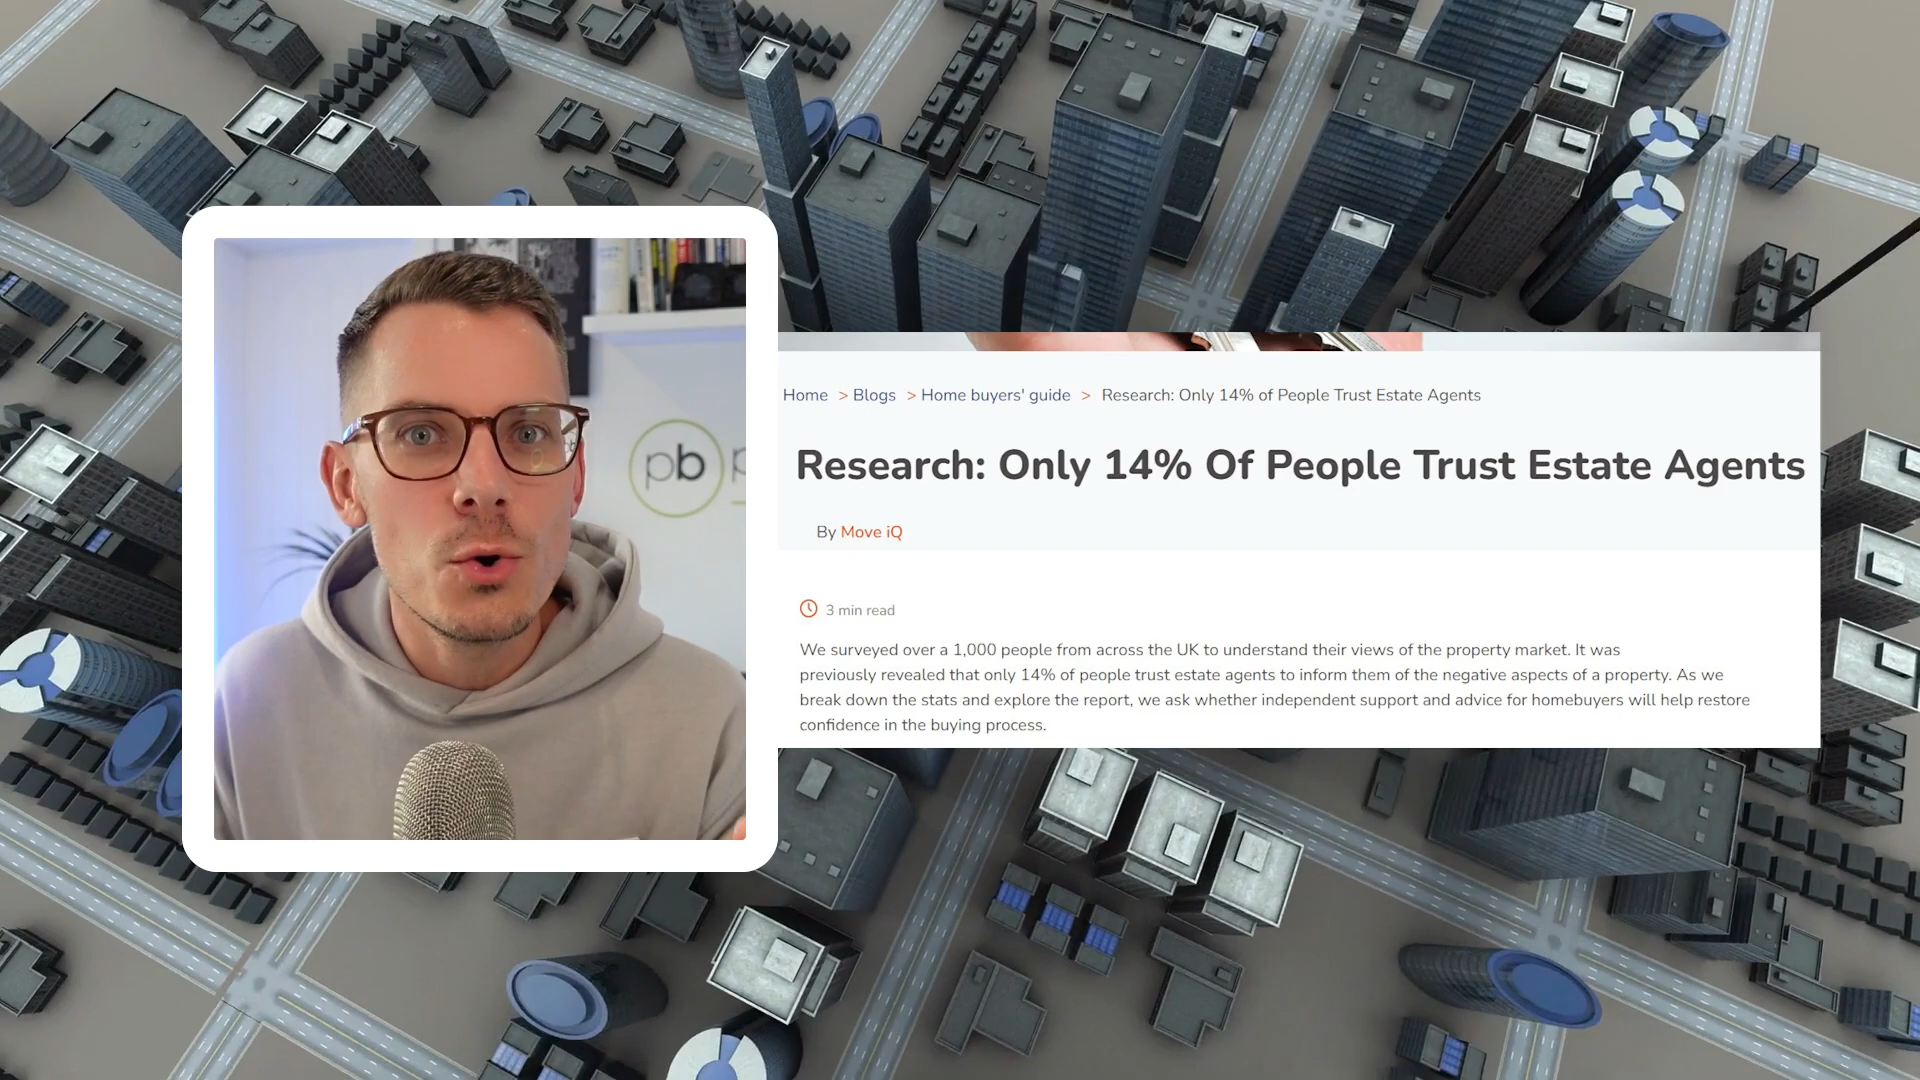 pb p
Home > Blogs > Home buyers' guide > Research: Only 14% of People Trust Estate Agents
Research: Only 14% Of People Trust Estate Agents
By Move iQ
3 min read
We surveyed over a 1,000 people from across the UK to understand their views of the property market. It was
previously revealed that only 14% of people trust estate agents to inform them of the negative aspects of a property. As we
break down the stats and explore the report, we ask whether independent support and advice for homebuyers will help restore
confidence in the buying process.